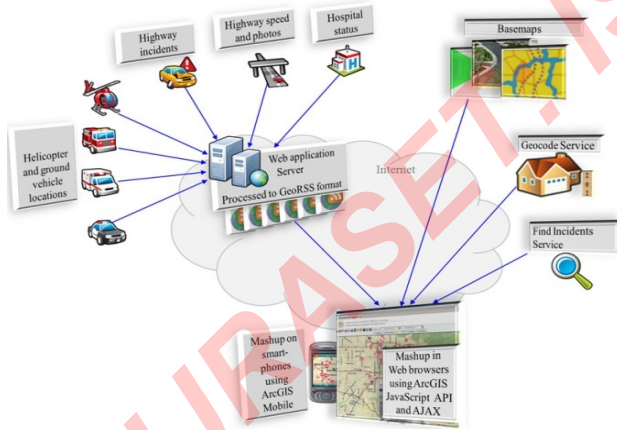 Highway
incidents
Highway speed
and photos
Hospital
status
Basemaps
Helicopter
and ground
vehicle
locations
Web application
Server
Processed to GeoRSS format
Internet
Geocode Service
Find Incidents
Service
Mashup on
smart-
phones
using
ArcGIS
Mobile
Mashup in
Web browsers
using ArcGIS
JavaScript API
and AJAX